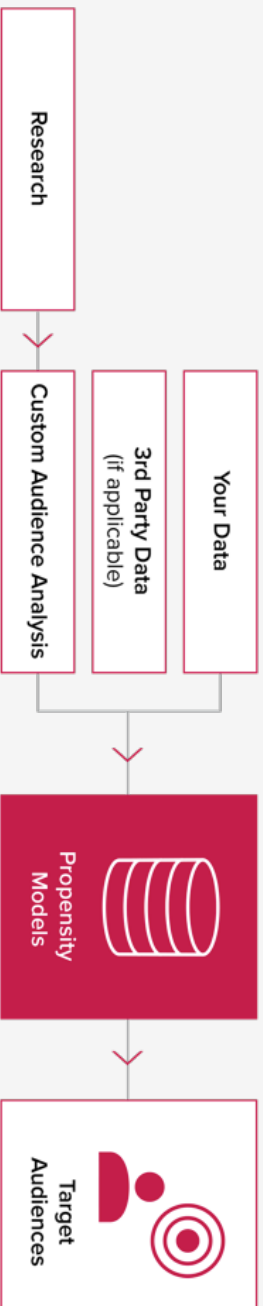 Research
Your Data
3rd Party Data
(if applicable)
Custom Audience Analysis
Propensity
Models
Target
Audiences